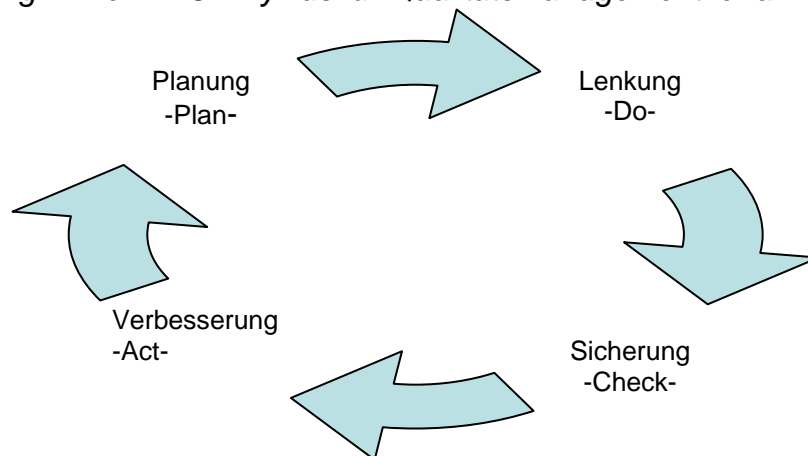 Planung
-Plan-
Lenkung
-Do-
Verbesserung
-Act-
Sicherung
-Check-